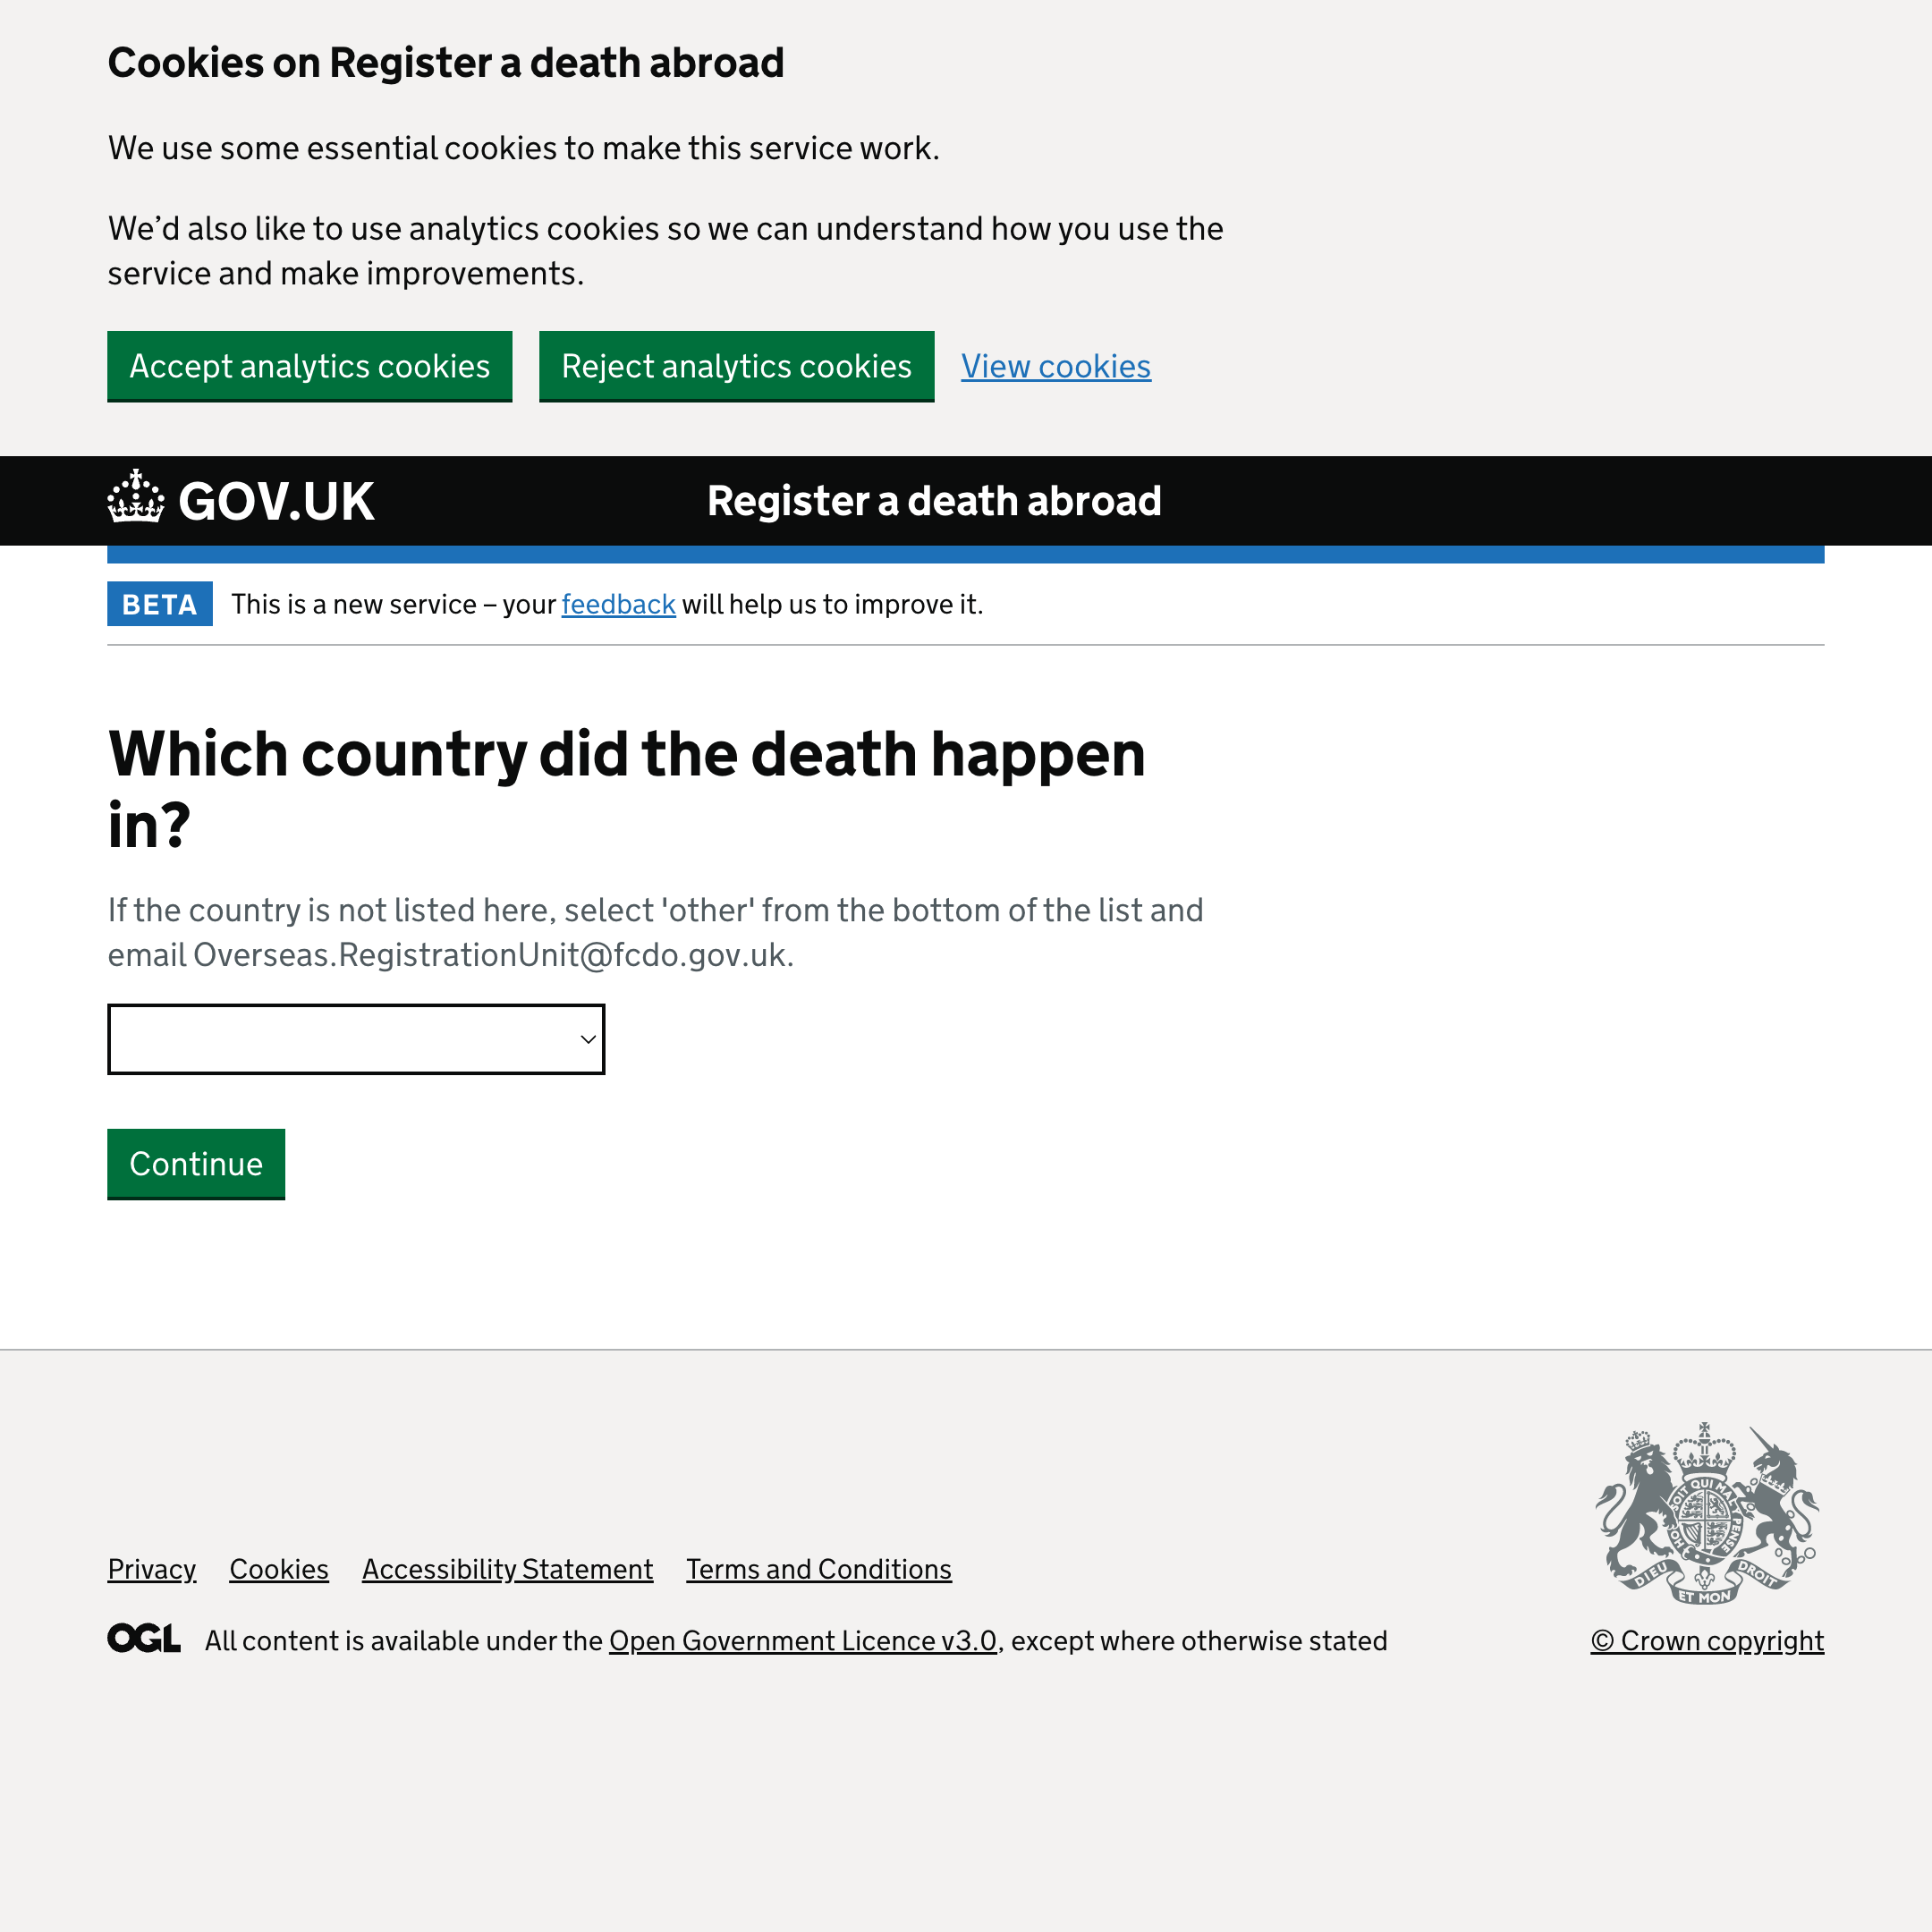 Cookies on Register a death abroad
We use some essential cookies to make this service work.
We’d also like to use analytics cookies so we can understand how you use the
service and make improvements.
Accept analytics cookies Reject analytics cookies View cookies
GOV.UK Register a death abroad
BETA This is a new service – your feedback will help us to improve it.
Which country did the death happen
in?
If the country is not listed here, select 'other' from the bottom of the list and
email Overseas.RegistrationUnit@fcdo.gov.uk.
Continue
SOIT QUI MAL Y PENSE
DIEU ET MON DROIT
Privacy Cookies Accessibility Statement Terms and Conditions
OGL All content is available under the Open Government Licence v3.0, except where otherwise stated
© Crown copyright